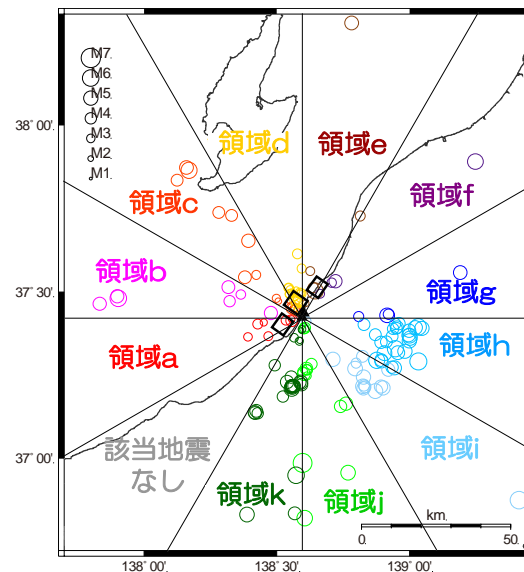 M7.
M6.
M5.
M4.
M3.
M2.
M1.
38° 00'.
37° 30'.
37° 00'.
領域d
領域e
領域c
領域f
領域b
領域g
領域a
領域h
該当地震
なし
領域i
領域k
領域j
km.
0.
50.
138° 00'.
138° 30'.
139° 00'.